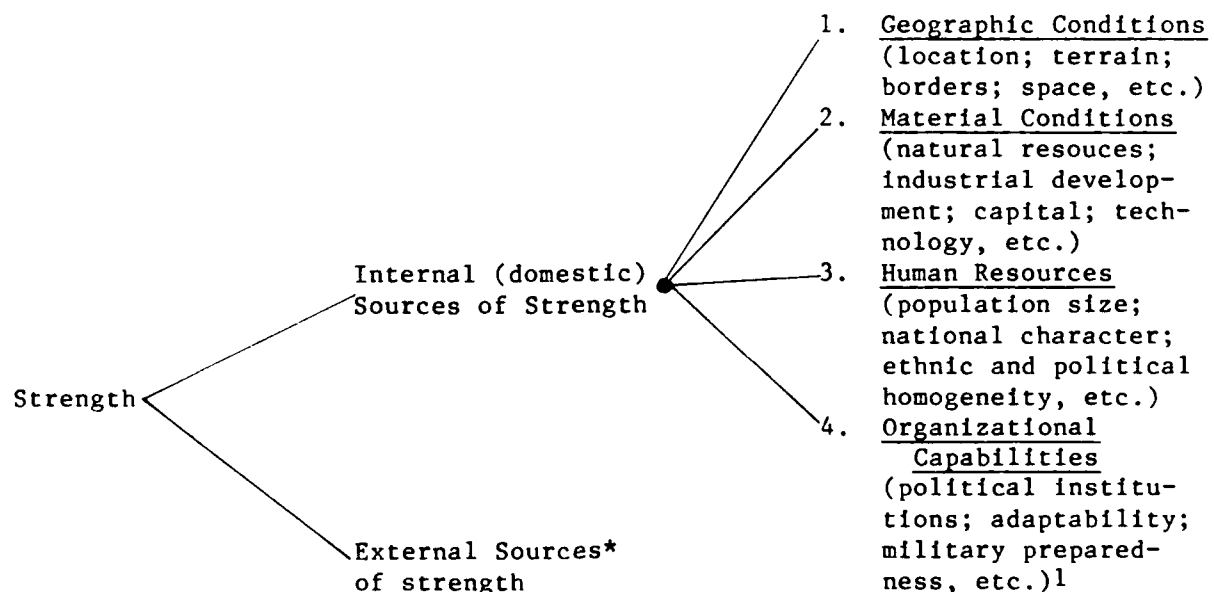 Strength
Internal (domestic)
Sources of Strength
External Sources*
of strength
1. Geographic Conditions
(location; terrain;
borders; space, etc.)
2. Material Conditions
(natural resouces;
industrial develop-
ment; capital; tech-
nology, etc.)
3. Human Resources
(population size;
national character;
ethnic and political
homogeneity, etc.)
4. Organizational
Capabilities
(political institu-
tions; adaptability;
military prepared-
ness, etc.)1